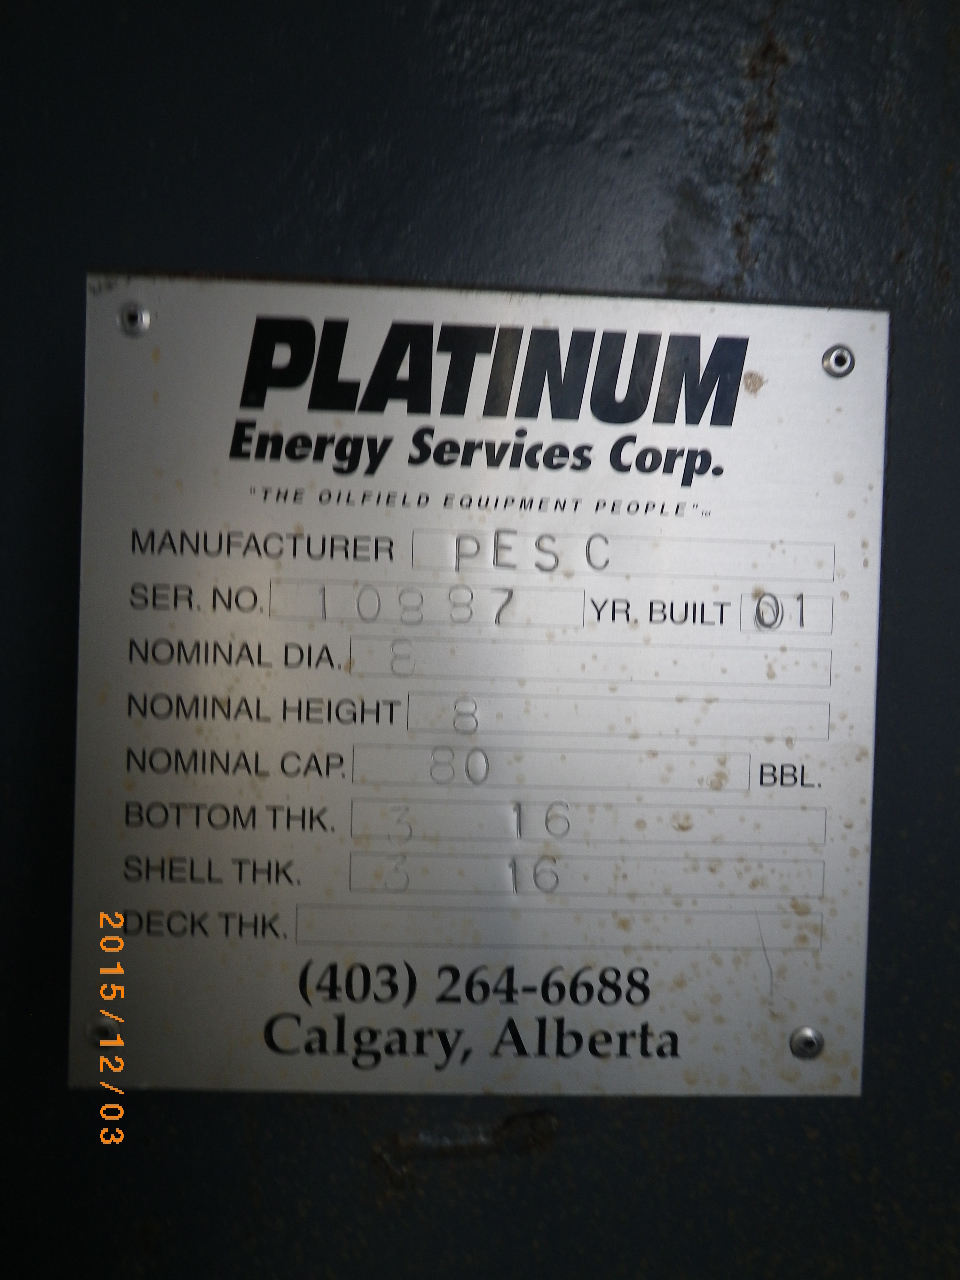 PLATINUM
Energy Services Corp.
"THE OILFIELD EQUIPMENT PEOPLE"™
MANUFACTURER PESC
SER. NO. 10887 YR. BUILT 01
NOMINAL DIA. 8
NOMINAL HEIGHT 8
NOMINAL CAP. 80 BBL.
BOTTOM THK. 3 16
SHELL THK. 3 16
DECK THK.
(403) 264-6688
Calgary, Alberta
2015/12/03